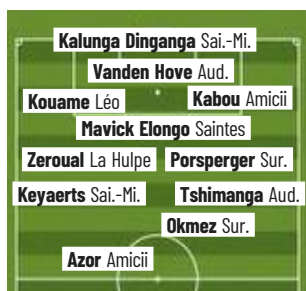 Kalunga Dinganga Sai.-Mi.
Vanden Hove Aud.
Kouame Léo
Kabou Amicii
Mavick Elongo Saintes
Zeroual La Hulpe
Porsperger Sur.
Keyaerts Sai.-Mi.
Tshimanga Aud.
Okmez Sur.
Azor Amicii